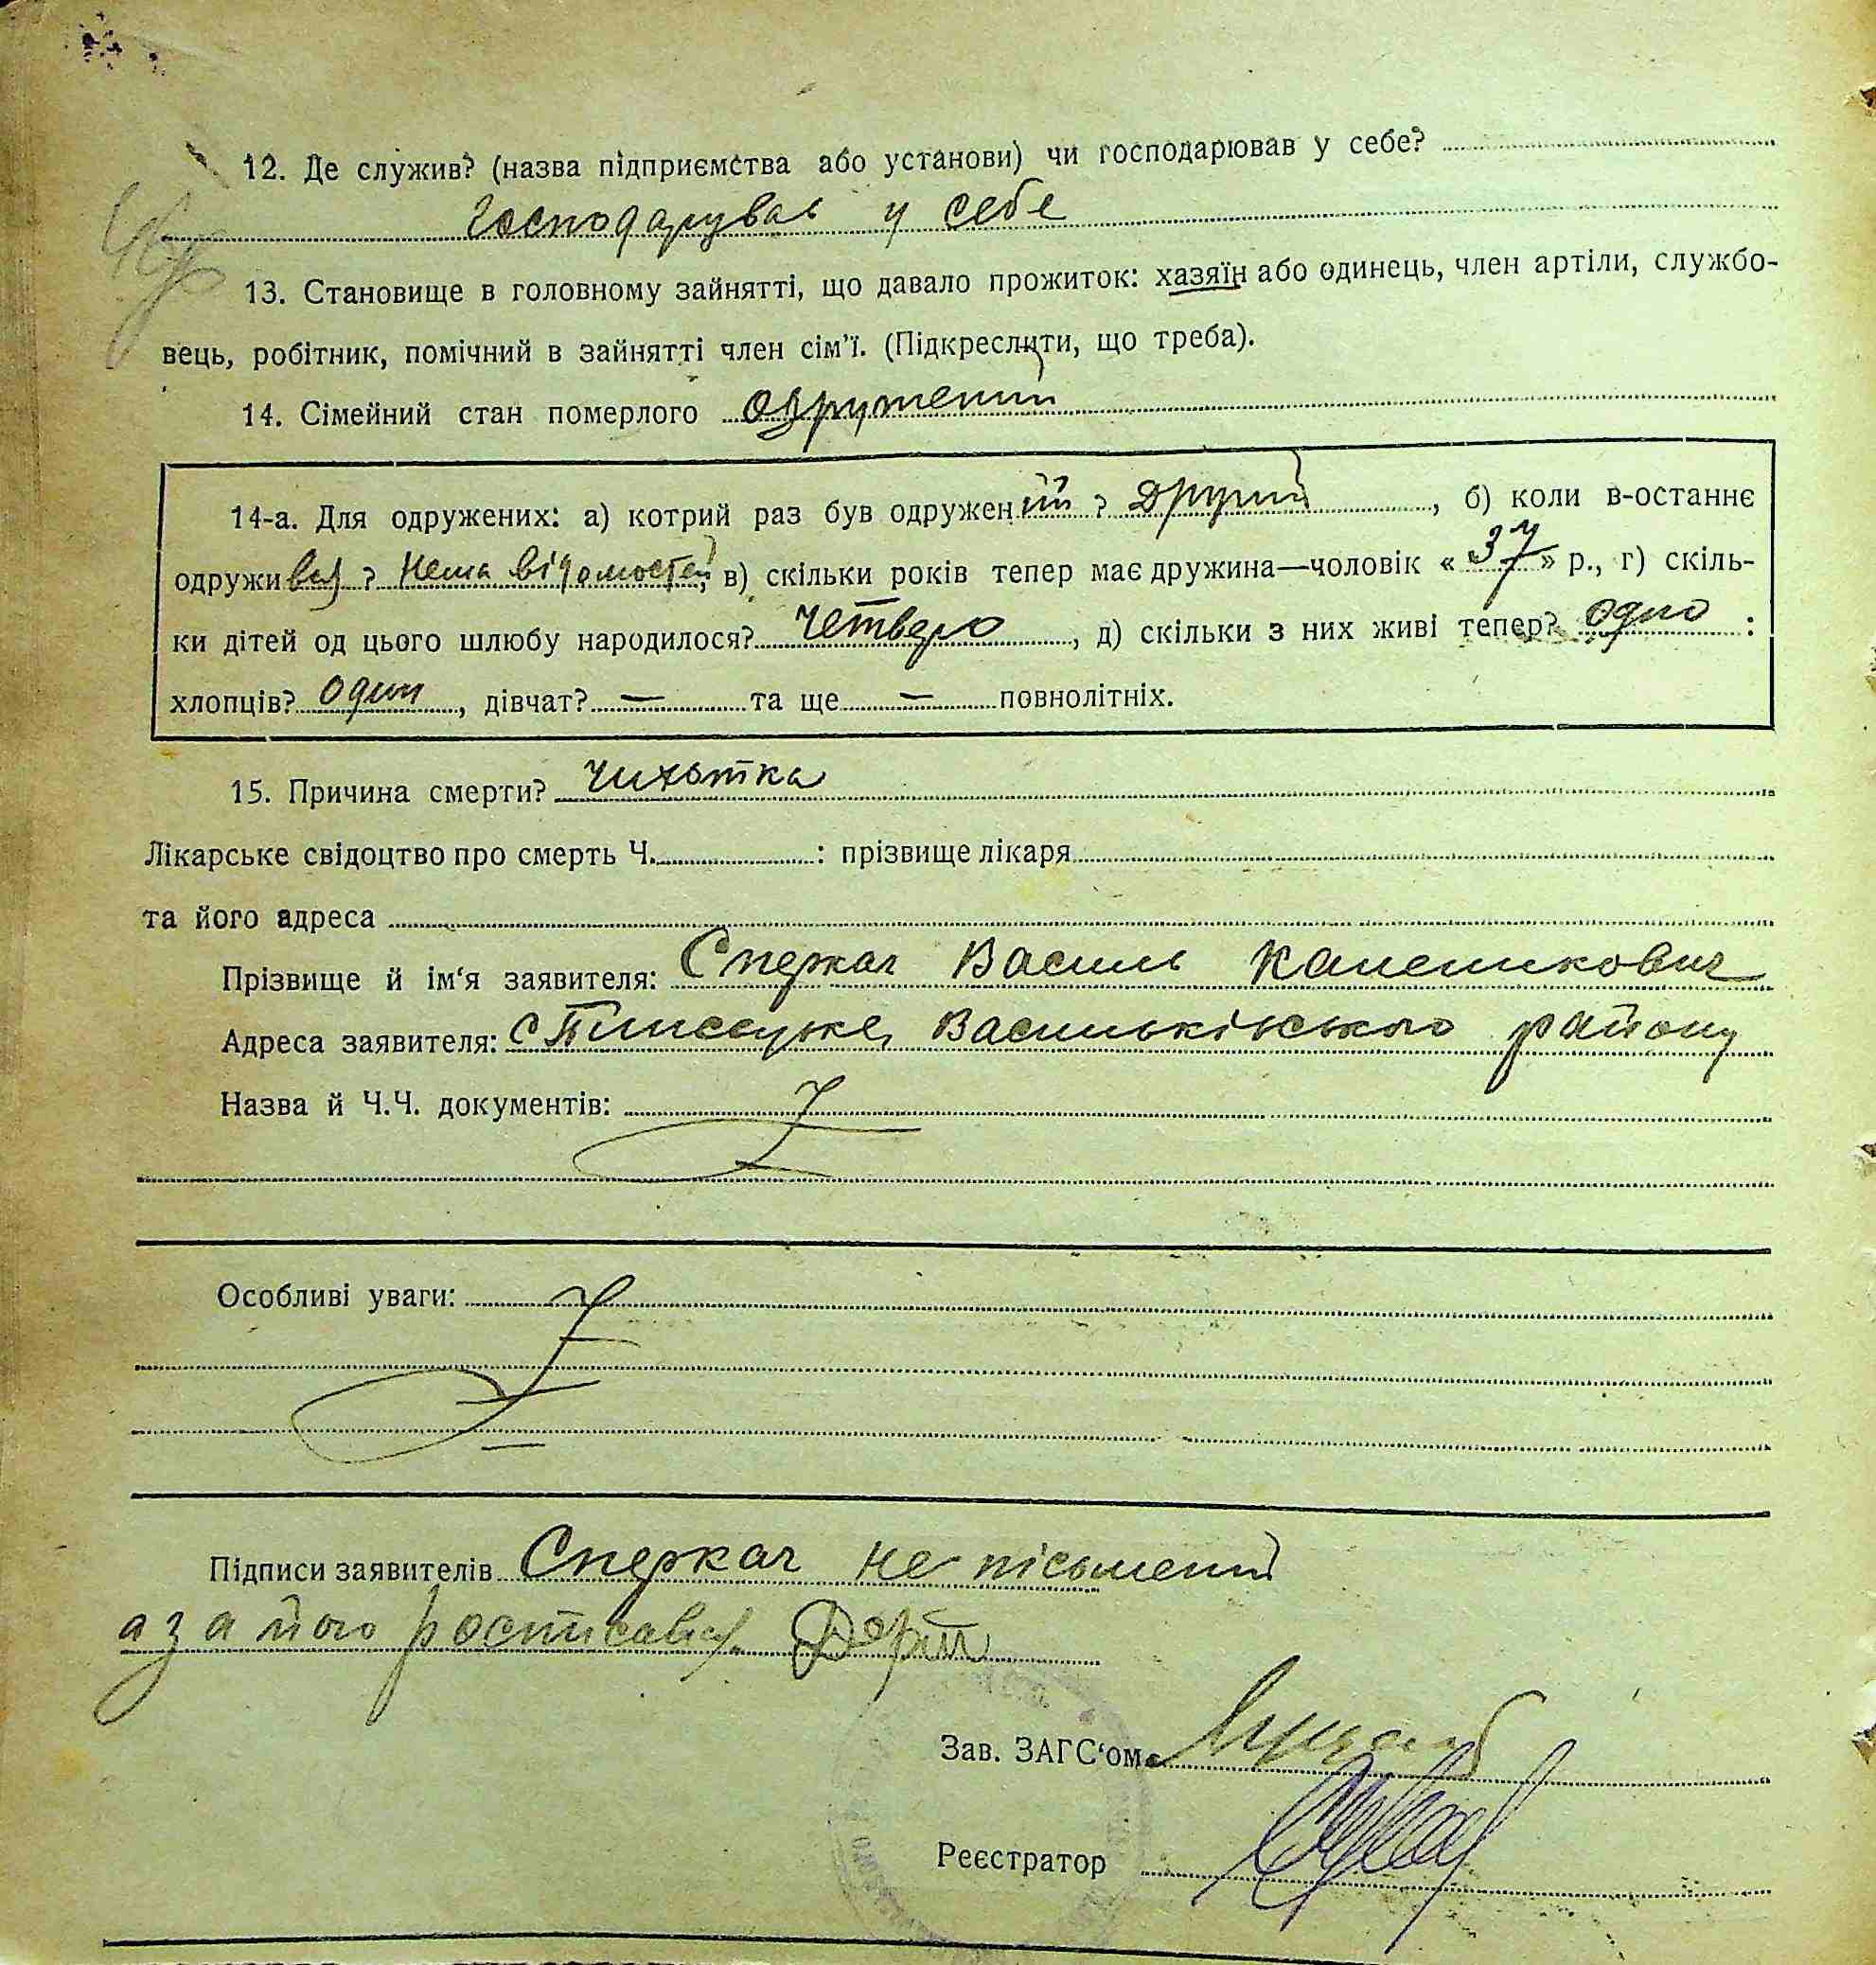 12. Де служив? (назва підприємства або установи) чи господарював у себе?
Господарував у себе
13. Становище в головному зайнятті, що давало прожиток: хазяїн або одинець, член артіли, службо-
вець, робітник, помічний в зайнятті член сім'ї. (Підкреслити, що треба).
14. Сімейний стан померлого одружений
14-а. Для одружених: а) котрий раз був одружений? Другий, б) коли в-останнє
одруживсь? Нема відомостей, в) скільки років тепер має дружина—чоловік «37» р., г) скіль-
ки дітей од цього шлюбу народилося? Четверо, д) скільки з них живі тепер? одно :
хлопців? Один, дівчат? — та ще — повнолітніх.
15. Причина смерти? Чихотка
Лікарське свідоцтво про смерть Ч. : прізвище лікаря
та його адреса
Прізвище й ім'я заявителя: Сперкач Василь
Адреса заявителя: с Васильківського району
Назва й Ч.Ч. документів:
Особливі уваги:
Підписи заявителів Сперкач не пісьмений
а за його росписався
Зав. ЗАГС'ом
Реєстратор